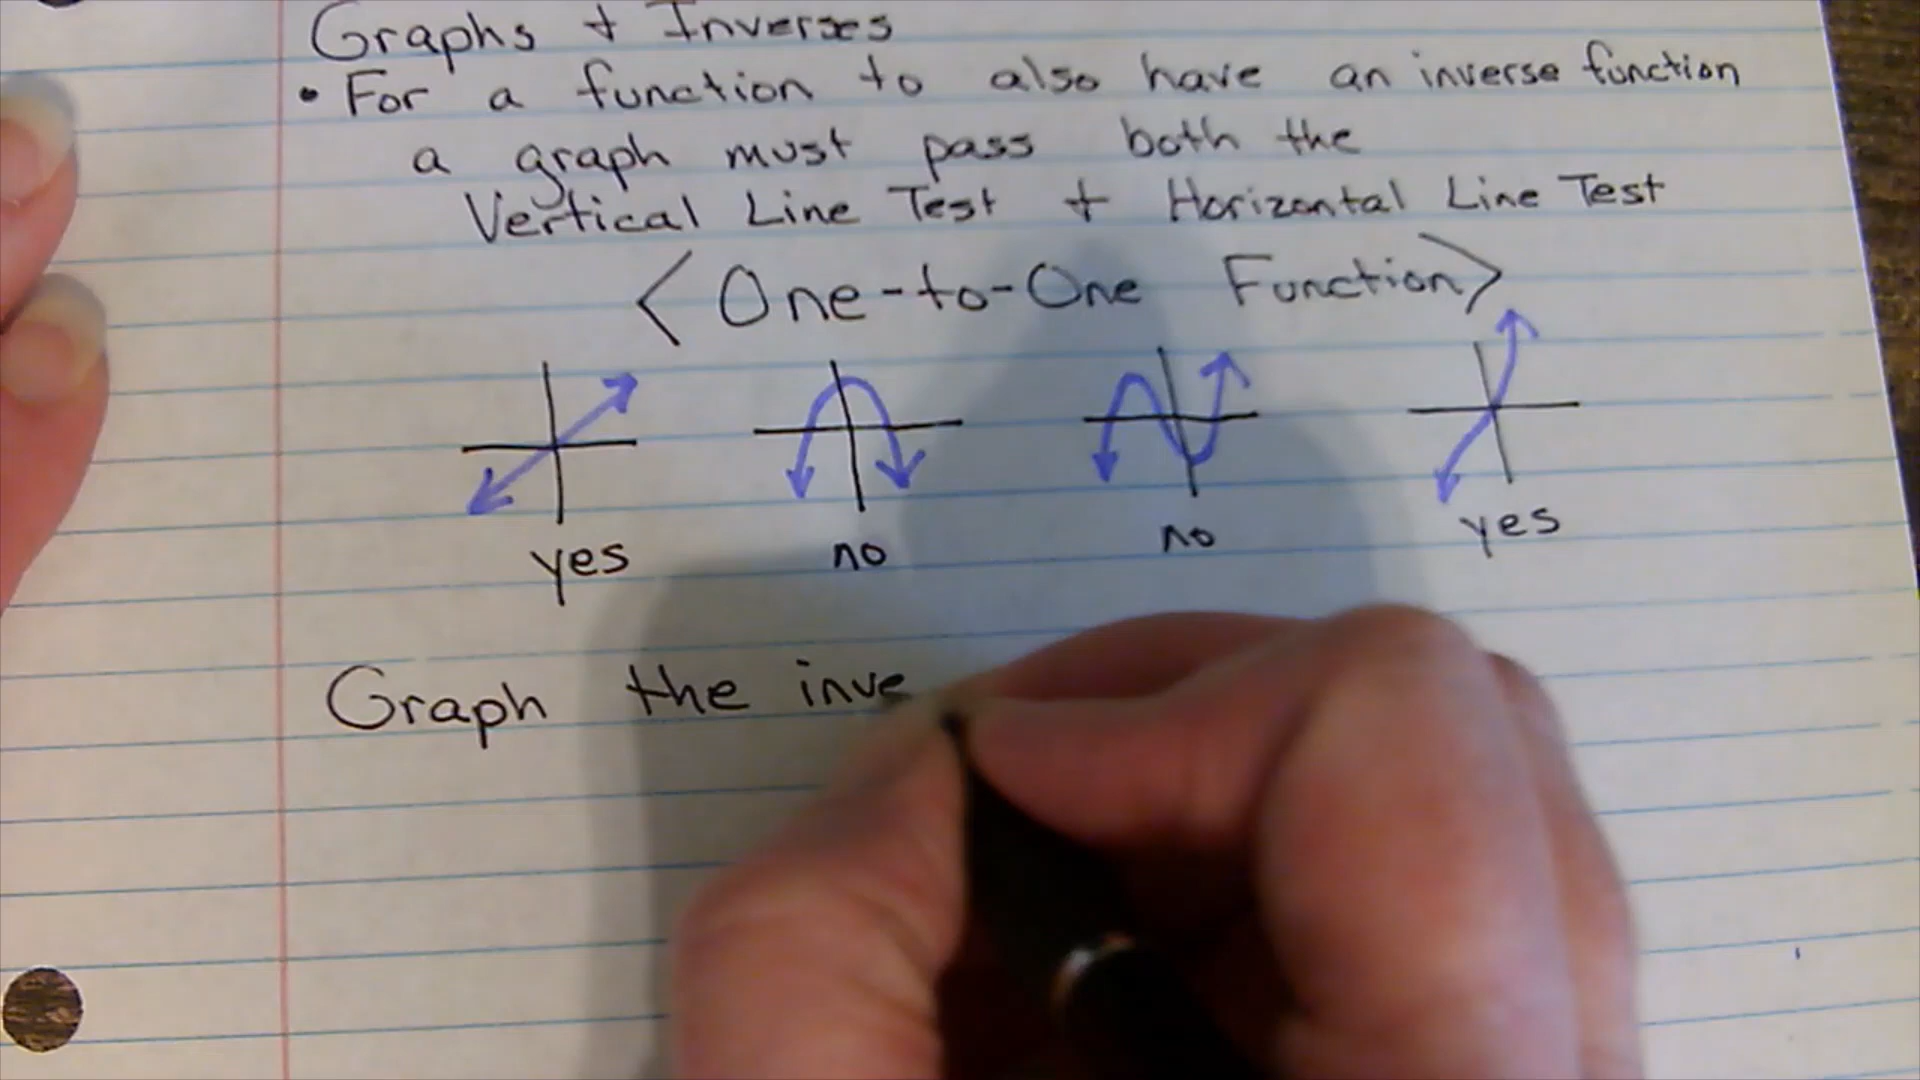 Graphs + Inverses
• For a function to also have an inverse function
a graph must pass both the
Vertical Line Test + Horizontal Line Test
<One-to-One Function>
yes no no yes
Graph the inve